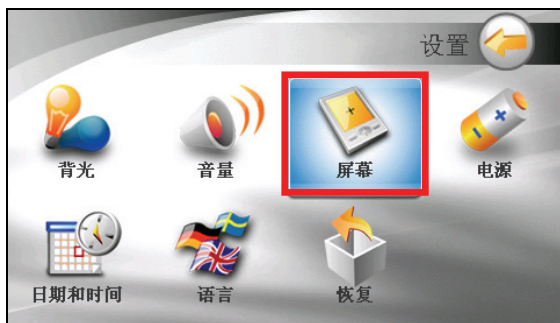 设置
背光 音量 屏幕 电源
日期和时间 语言 恢复